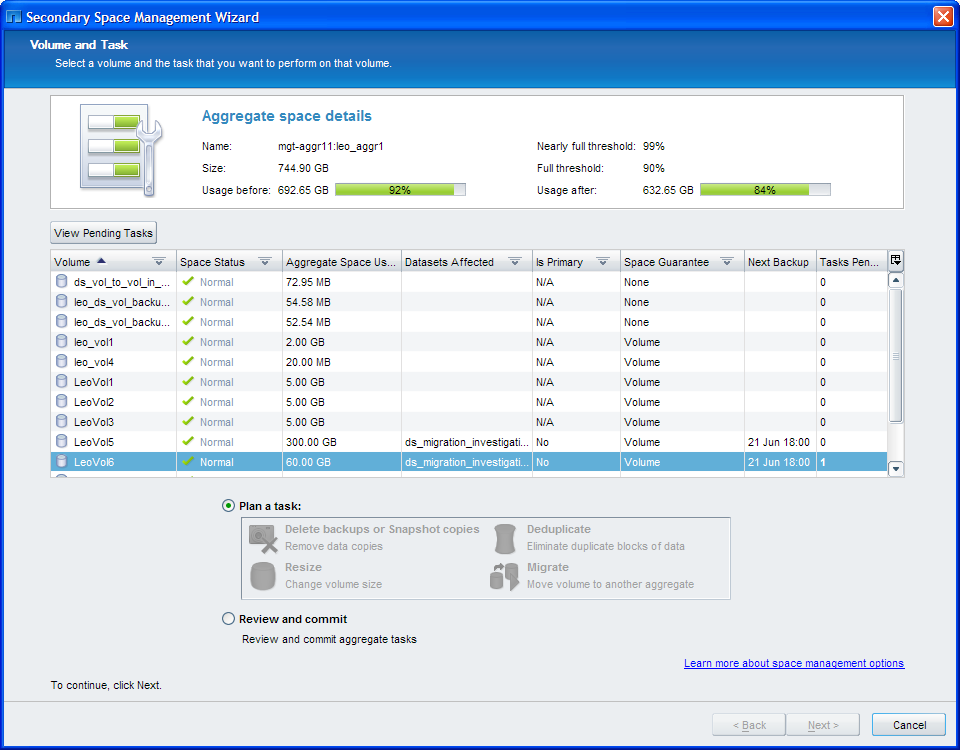 Secondary Space Management Wizard
Volume and Task
Select a volume and the task that you want to perform on that volume.
Aggregate space details
Name: mgt-aggr11:leo_aggr1 Nearly full threshold: 99%
Size: 744.90 GB Full threshold: 90%
Usage before: 692.65 GB 92% Usage after: 632.65 GB 84%
View Pending Tasks
Volume Space Status Aggregate Space Us... Datasets Affected Is Primary Space Guarantee Next Backup Tasks Pen...
ds_vol_to_vol_in_... Normal 72.95 MB N/A None 0
leo_ds_vol_backu... Normal 54.58 MB N/A None 0
leo_ds_vol_backu... Normal 52.54 MB N/A None 0
leo_vol1 Normal 2.00 GB N/A Volume 0
leo_vol4 Normal 20.00 MB N/A Volume 0
LeoVol1 Normal 5.00 GB N/A Volume 0
LeoVol2 Normal 5.00 GB N/A Volume 0
LeoVol3 Normal 5.00 GB N/A Volume 0
LeoVol5 Normal 300.00 GB ds_migration_investigati... No Volume 21 Jun 18:00 0
LeoVol6 Normal 60.00 GB ds_migration_investigati... No Volume 21 Jun 18:00 1
Plan a task:
Delete backups or Snapshot copies Deduplicate
Remove data copies Eliminate duplicate blocks of data
Resize Migrate
Change volume size Move volume to another aggregate
Review and commit
Review and commit aggregate tasks
Learn more about space management options
To continue, click Next.
< Back Next > Cancel